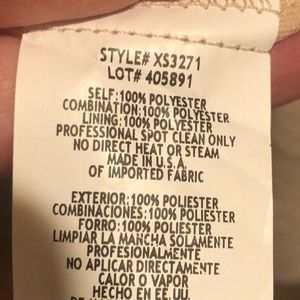 STYLE# XS3271
LOT# 405891
SELF:100% POLYESTER
COMBINATION:100% POLYESTER
LINING:100% POLYESTER
PROFESSIONAL SPOT CLEAN ONLY
NO DIRECT HEAT OR STEAM
MADE IN U.S.A.
OF IMPORTED FABRIC
EXTERIOR:100% POLIESTER
COMBINACIONES:100% POLIESTER
FORRO:100% POLIESTER
LIMPIAR LA MANCHA SOLAMENTE
PROFESIONALMENTE
NO APLICAR DIRECTAMENTE
CALOR O VAPOR
HECHO EN EE.UU.